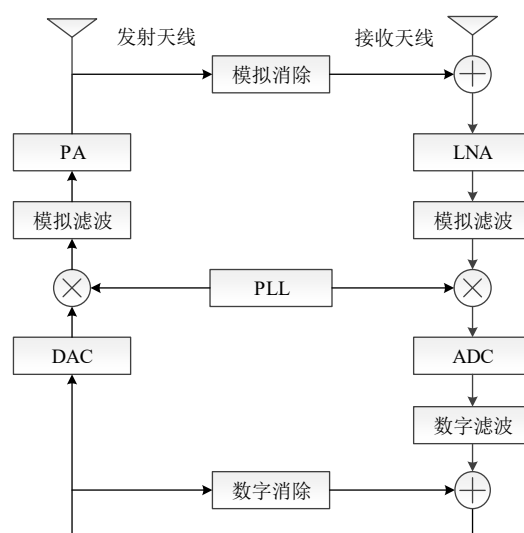 发射天线
接收天线
模拟消除
PA
LNA
模拟滤波
模拟滤波
PLL
DAC
ADC
数字滤波
数字消除